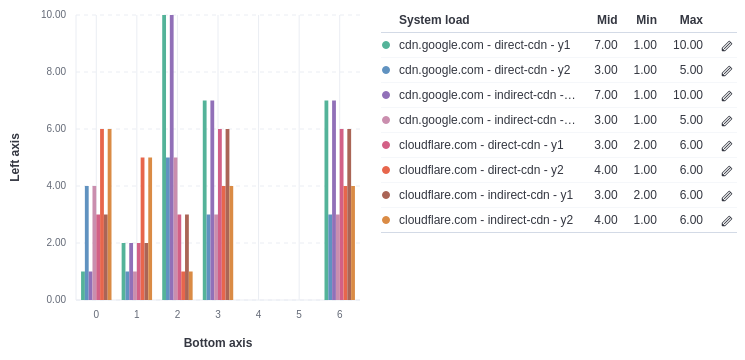 10.00
8.00
6.00
4.00
2.00
0.00
Left axis
0 1 2 3 4 5 6
Bottom axis
System load Mid Min Max
cdn.google.com - direct-cdn - y1 7.00 1.00 10.00
cdn.google.com - direct-cdn - y2 3.00 1.00 5.00
cdn.google.com - indirect-cdn -… 7.00 1.00 10.00
cdn.google.com - indirect-cdn -… 3.00 1.00 5.00
cloudflare.com - direct-cdn - y1 3.00 2.00 6.00
cloudflare.com - direct-cdn - y2 4.00 1.00 6.00
cloudflare.com - indirect-cdn - y1 3.00 2.00 6.00
cloudflare.com - indirect-cdn - y2 4.00 1.00 6.00